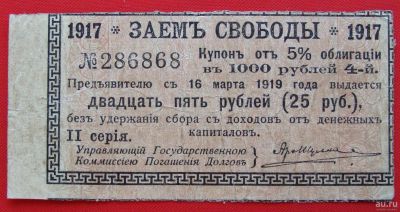 1917 * ЗАЕМЪ СВОБОДЫ * 1917
№286868 Купонъ отъ 5% облигаціи
въ 1000 рублей 4-й.
Предъявителю съ 16 марта 1919 года выдается
двадцать пять рублей (25 руб.),
безъ удержанія сбора съ доходовъ отъ денежныхъ
капиталовъ.
II серія.
Управляющій Государственною
Коммиссіею Погашенія Долговъ
au.ru